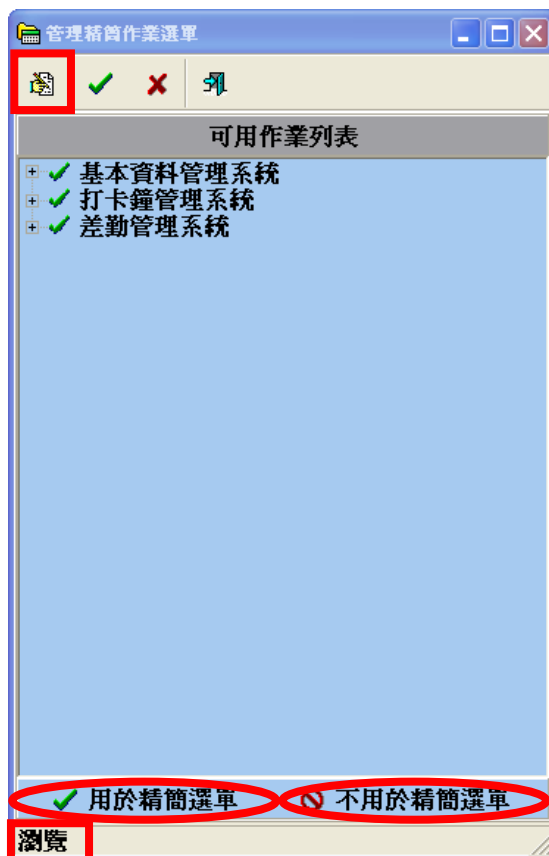 管理精簡作業選單
可用作業列表
基本資料管理系統
打卡鐘管理系統
差勤管理系統
用於精簡選單 不用於精簡選單
瀏覽